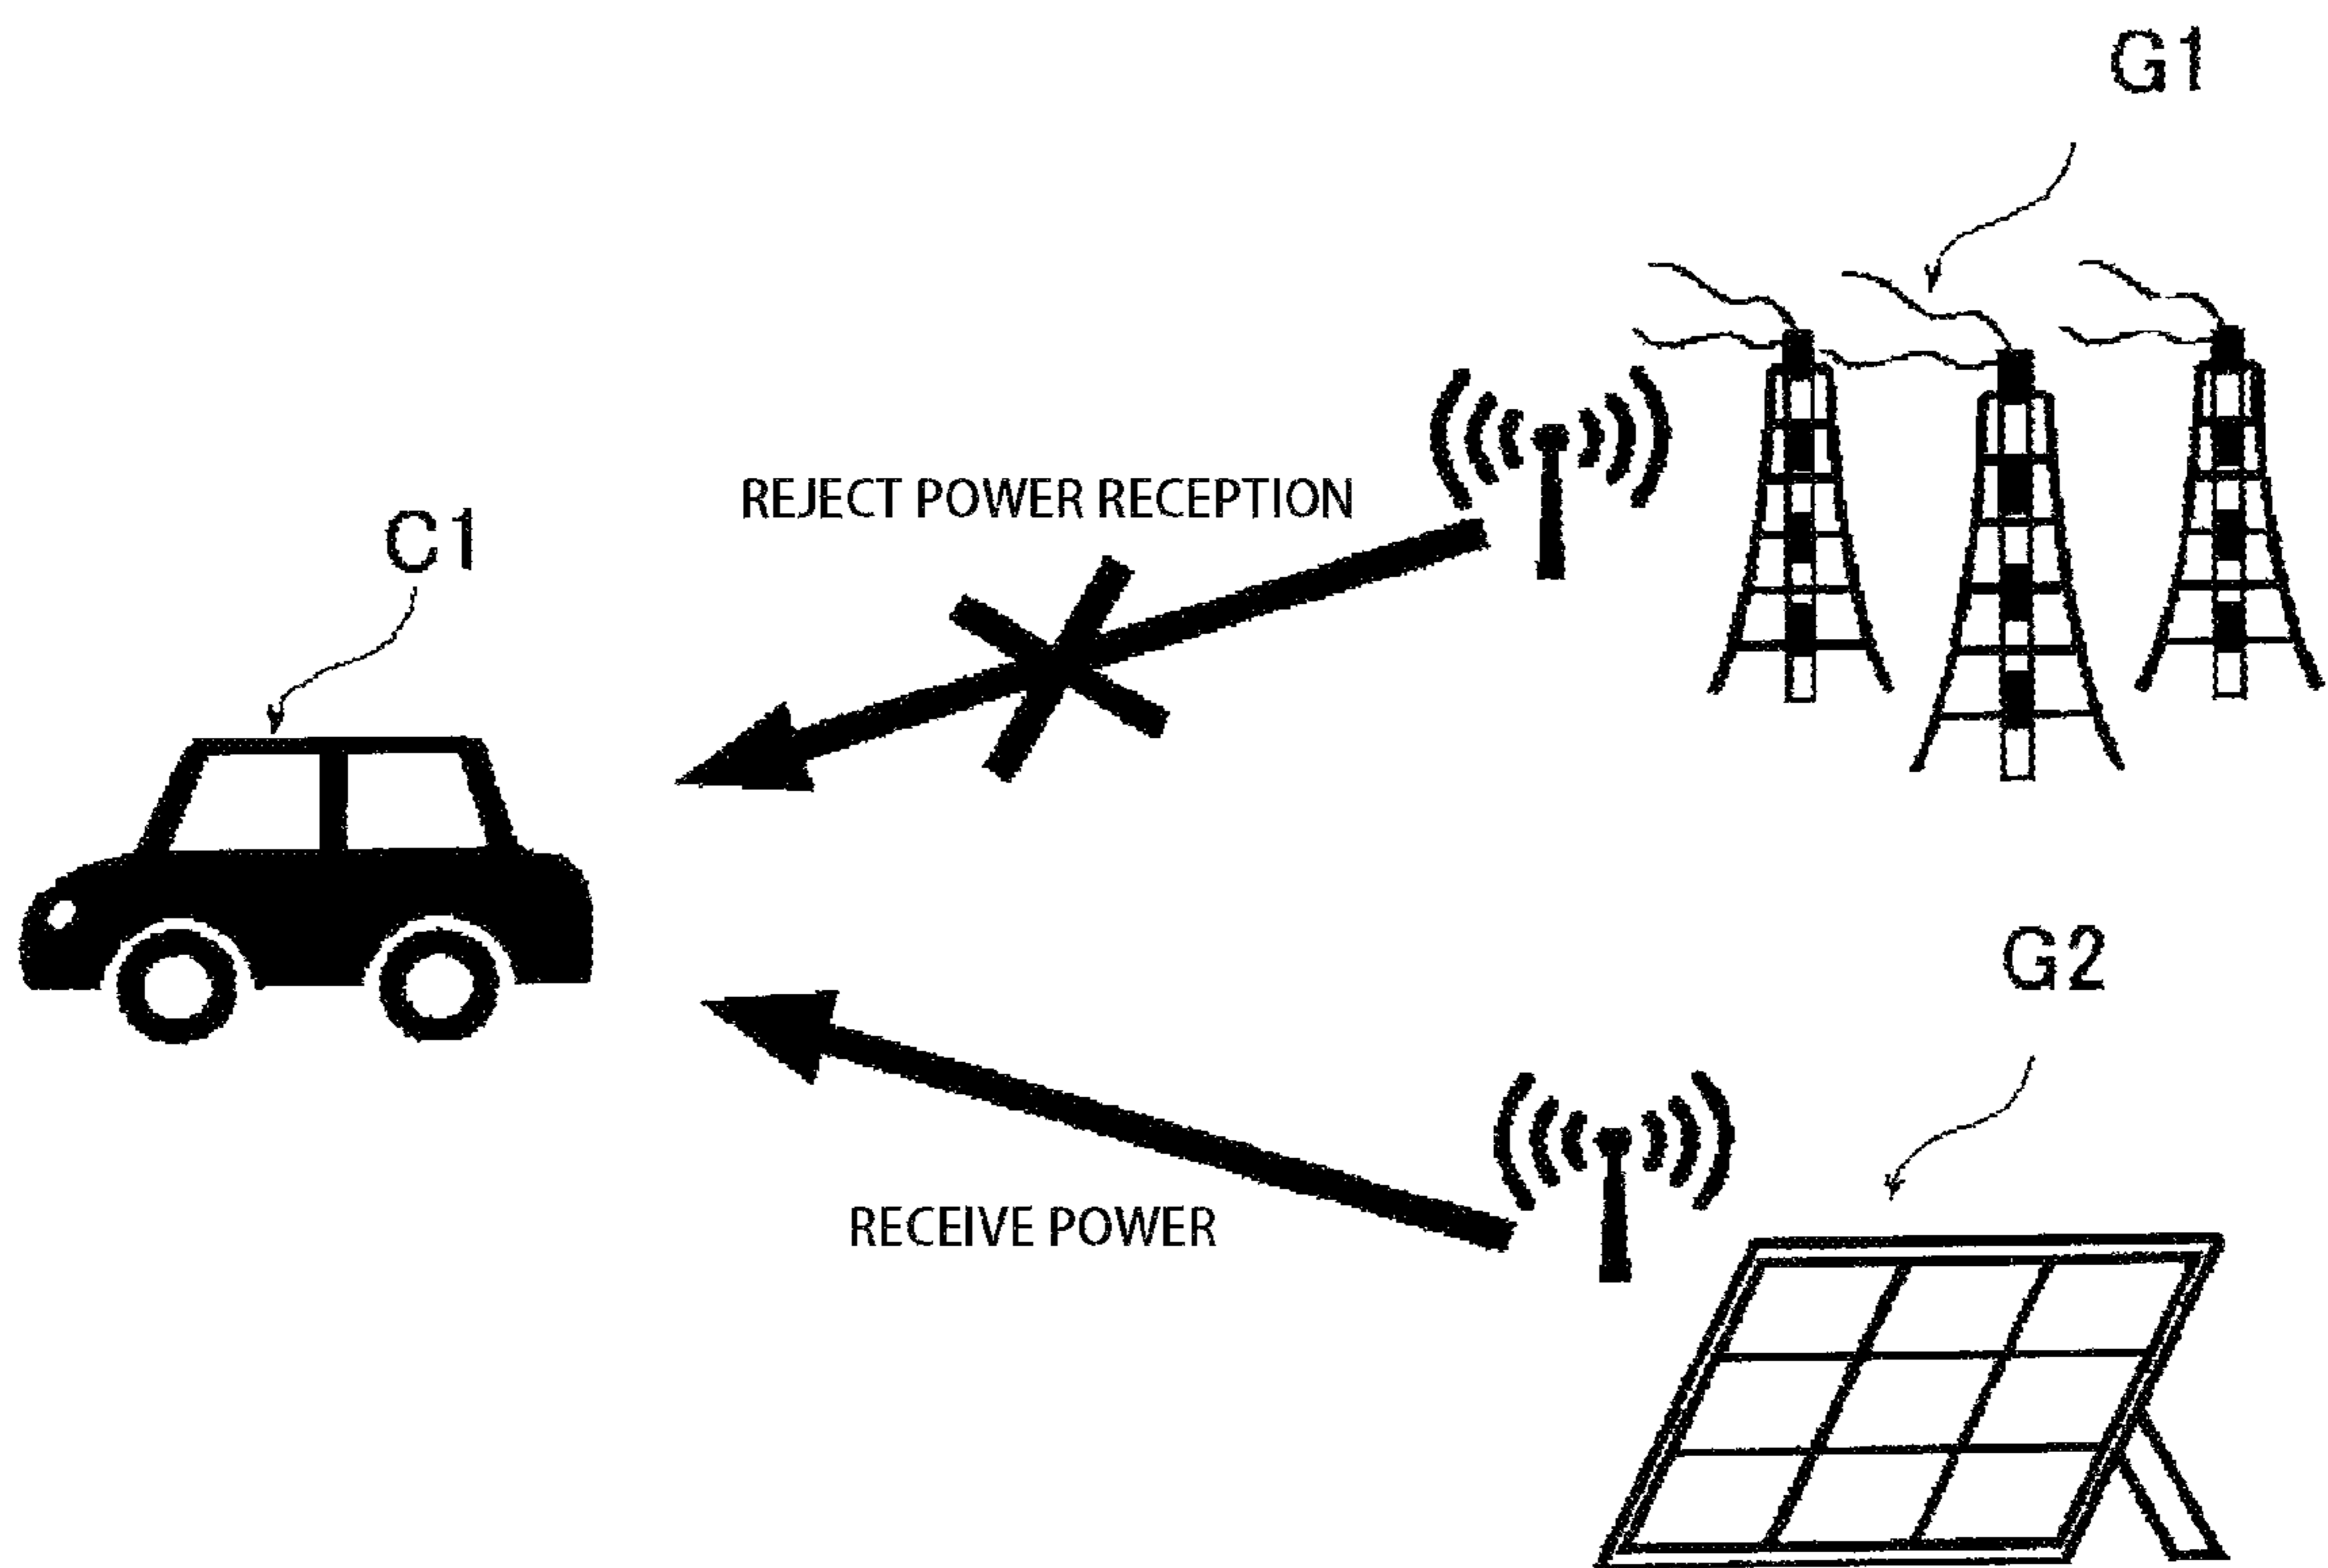 G1
REJECT POWER RECEPTION
C1
G2
RECEIVE POWER